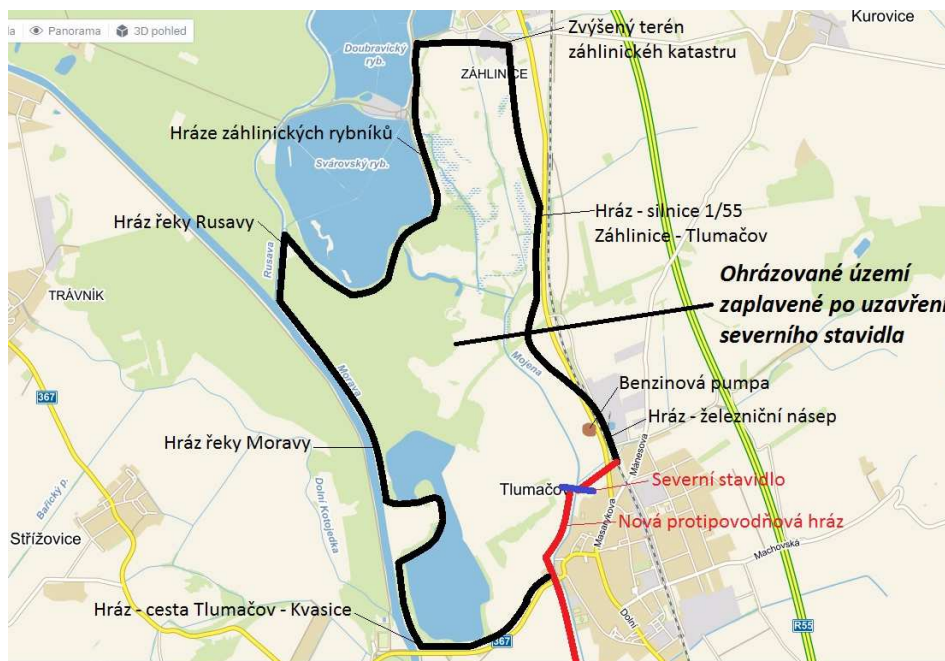 Panorama
3D pohled
Doubravický
ryb.
Zvýšený terén
záhlinickéh katastru
Kurovice
ZÁHLINICE
Hráze záhlinických rybníků
Svárovský ryb.
Hráz řeky Rusavy
Hráz - silnice 1/55
Záhlinice - Tlumačov
Rusava
TRÁVNÍK
Ohrázované území
zaplavené po uzavření
severního stavidla
Mojena
Morava
367
Benzinová pumpa
Hráz - železniční násep
Mánesova
Hráz řeky Moravy
Bařický p.
Dolní Kotojedka
Tlumačov
Severní stavidlo
Nová protipovodňová hráz
Masarykova
Machovská
Střížovice
Hráz - cesta Tlumačov - Kvasice
Dolní
367
R55